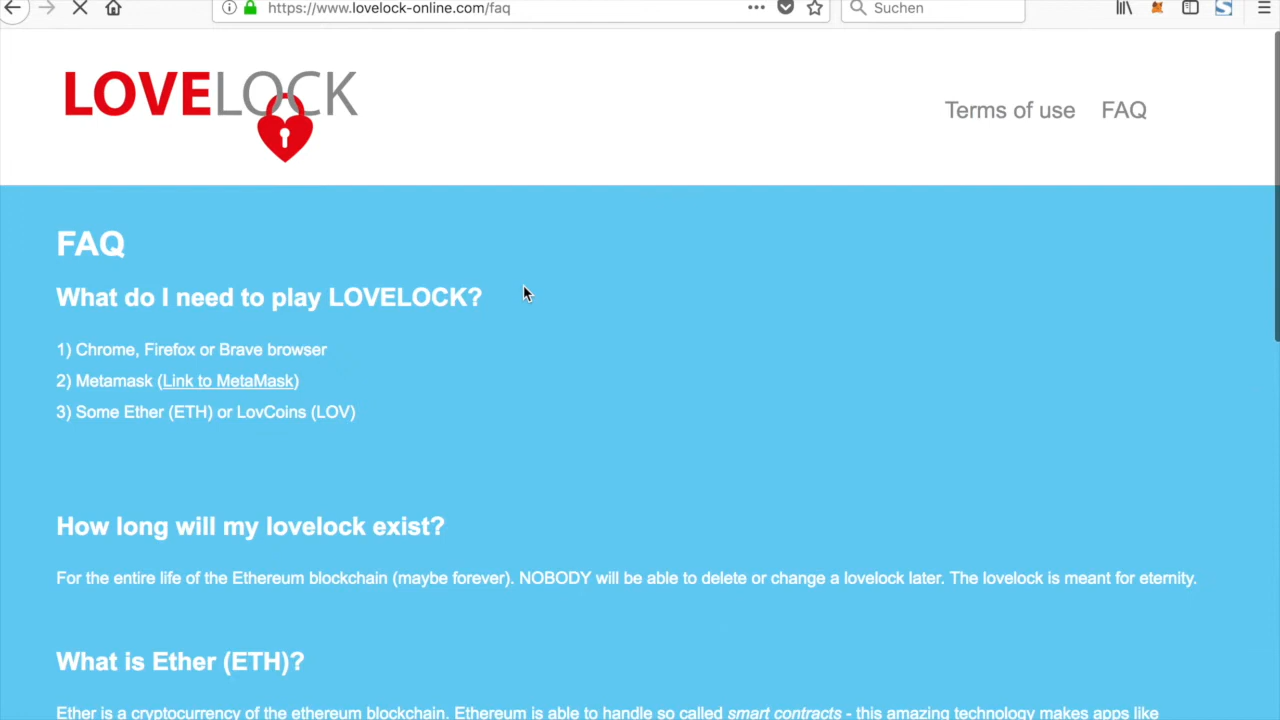 https://www.lovelock-online.com/faq
Suchen
LOVELOCK
Terms of use
FAQ
FAQ
What do I need to play LOVELOCK?
1) Chrome, Firefox or Brave browser
2) Metamask (Link to MetaMask)
3) Some Ether (ETH) or LovCoins (LOV)
How long will my lovelock exist?
For the entire life of the Ethereum blockchain (maybe forever). NOBODY will be able to delete or change a lovelock later. The lovelock is meant for eternity.
What is Ether (ETH)?
Ether is a cryptocurrency of the ethereum blockchain. Ethereum is able to handle so called smart contracts - this amazing technology makes apps like